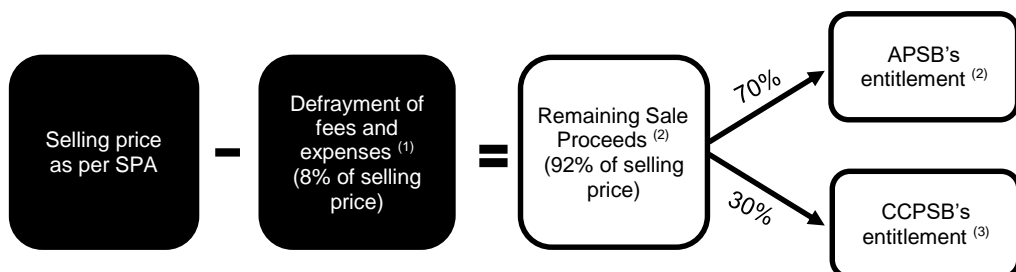 Selling price
as per SPA
-
Defrayment of
fees and
expenses (1)
(8% of selling
price)
=
Remaining Sale
Proceeds (2)
(92% of selling
price)
70%
APSB's
entitlement (2)
30%
CCPSB's
entitlement (3)